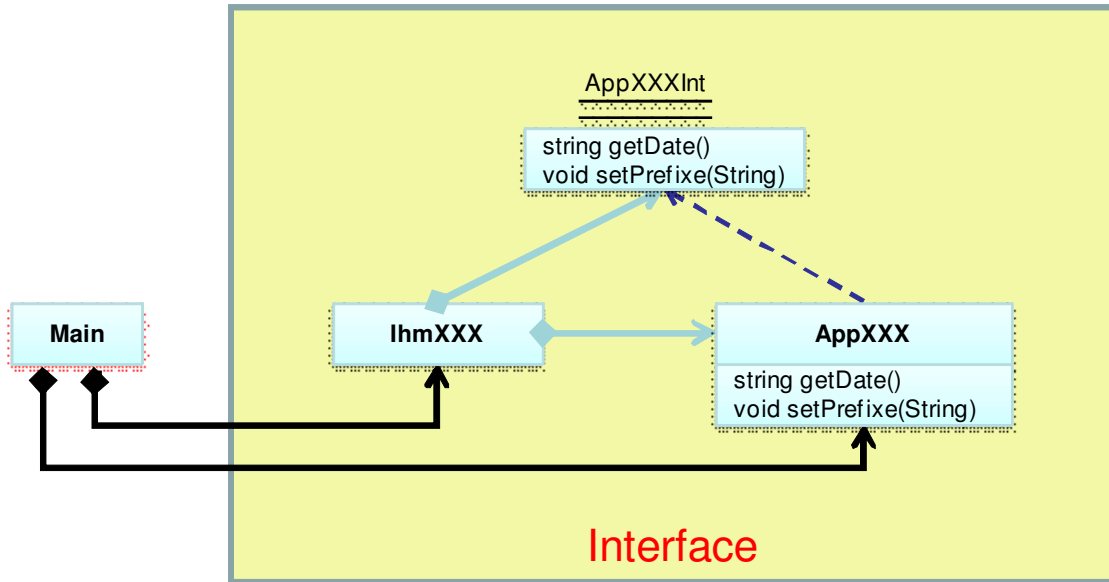 AppXXXInt
string getDate()
void setPrefixe(String)
Main
IhmXXX
AppXXX
string getDate()
void setPrefixe(String)
Interface